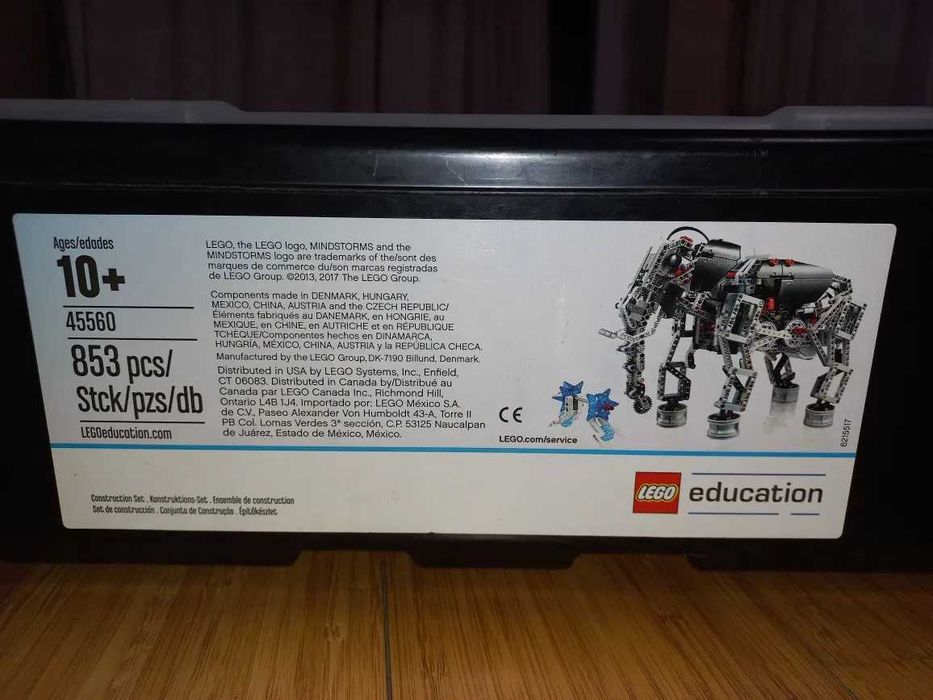 Ages/edades
10+
45560
853 pcs/
Stck/pzs/db
LEGOeducation.com
LEGO, the LEGO logo, MINDSTORMS and the
MINDSTORMS logo are trademarks of the/sont des
marques de commerce du/son marcas registradas
de LEGO Group. ©2013, 2017 The LEGO Group.
Components made in DENMARK, HUNGARY,
MEXICO, CHINA, AUSTRIA and the CZECH REPUBLIC/
Éléments fabriqués au DANEMARK, en HONGRIE, au
MEXIQUE, en CHINE, en AUTRICHE et en RÉPUBLIQUE
TCHÈQUE/Componentes hechos en DINAMARCA,
HUNGRÍA, MÉXICO, CHINA, AUSTRIA y la REPÚBLICA CHECA.
Manufactured by the LEGO Group, DK-7190 Billund, Denmark.
Distributed in USA by LEGO Systems, Inc., Enfield,
CT 06083. Distributed in Canada by/Distribué au
Canada par LEGO Canada Inc., Richmond Hill,
Ontario L4B 1J4. Importado por: LEGO México S.A.
de C.V., Paseo Alexander Von Humboldt 43-A, Torre II
PB Col. Lomas Verdes 3ª sección, C.P. 53125 Naucalpan
de Juárez, Estado de México, México.
CE
LEGO.com/service
6215517
Construction Set . Konstruktions-Set . Ensemble de construction
Set de construcción . Conjunto de Construção . Építőkészlet
LEGO education